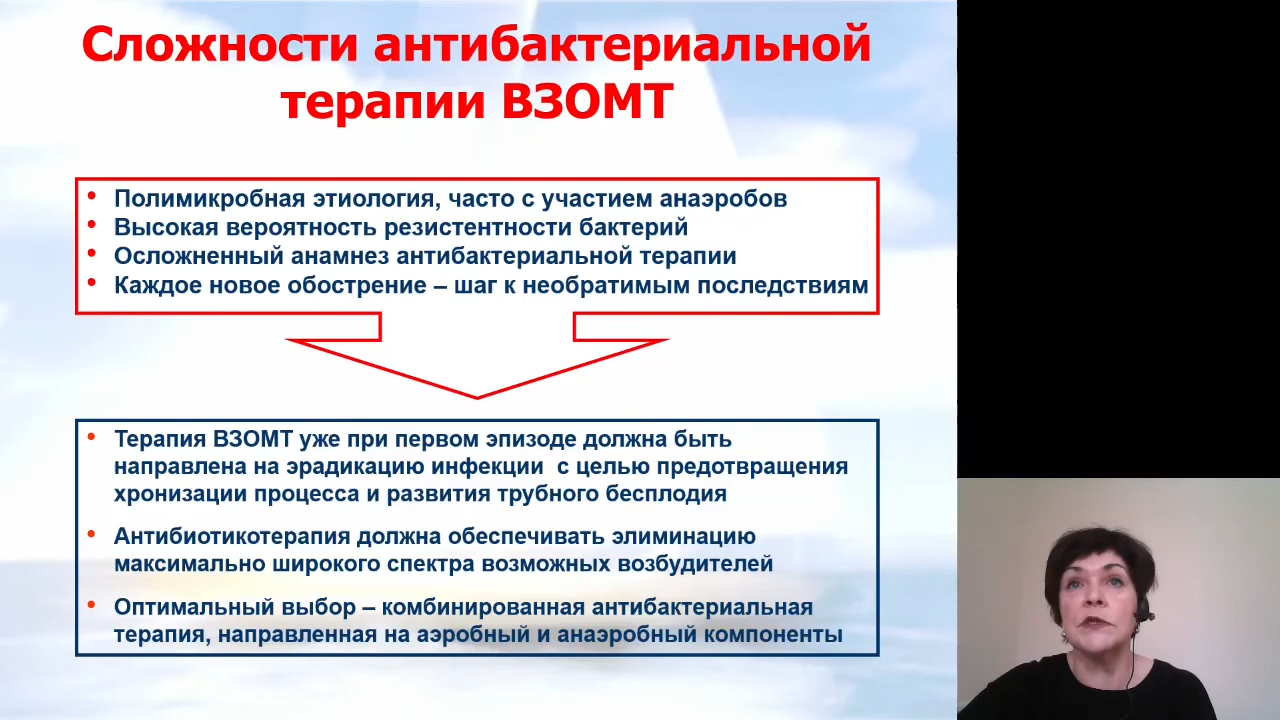 Сложности антибактериальной
терапии ВЗОМТ
• Полимикробная этиология, часто с участием анаэробов
• Высокая вероятность резистентности бактерий
• Осложненный анамнез антибактериальной терапии
• Каждое новое обострение – шаг к необратимым последствиям
• Терапия ВЗОМТ уже при первом эпизоде должна быть
направлена на эрадикацию инфекции с целью предотвращения
хронизации процесса и развития трубного бесплодия
• Антибиотикотерапия должна обеспечивать элиминацию
максимально широкого спектра возможных возбудителей
• Оптимальный выбор – комбинированная антибактериальная
терапия, направленная на аэробный и анаэробный компоненты